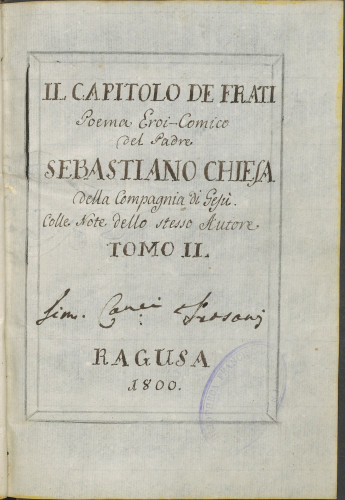 IL CAPITOLO DE FRATI
Poema Eroi-Comico
del Padre
SEBASTIANO CHIESA
della Compagnia di Gesù.
Colle Note dello stesso Autore
TOMO II.
RAGUSA
1800.